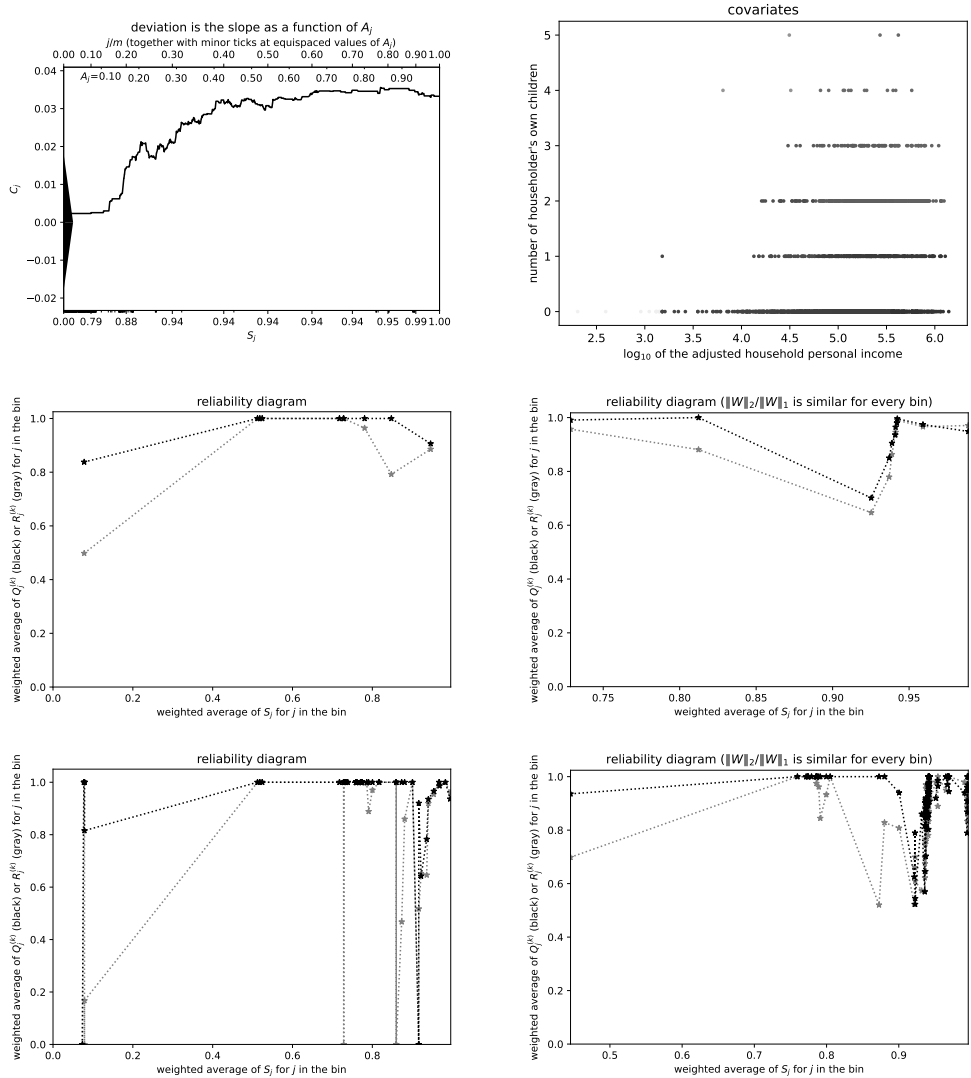 deviation is the slope as a function of A_j
j/m (together with minor ticks at equispaced values of A_j)
0.00 0.10 0.20 0.30 0.40 0.50 0.60 0.70 0.80 0.91 1.00
A_j=0.10 0.20 0.30 0.40 0.50 0.60 0.70 0.80 0.90
0.04
0.03
0.02
0.01
0.00
−0.01
−0.02
C_j
0.00 0.79 0.88 0.94 0.94 0.94 0.94 0.94 0.95 0.99 1.00
S_j
covariates
5
4
3
2
1
0
number of householder's own children
2.5 3.0 3.5 4.0 4.5 5.0 5.5 6.0
log_10 of the adjusted household personal income
reliability diagram
1.0
0.8
0.6
0.4
0.2
0.0
weighted average of Q_j^(k) (black) or R_j^(k) (gray) for j in the bin
0.0 0.2 0.4 0.6 0.8
weighted average of S_j for j in the bin
reliability diagram (‖W‖_2/‖W‖_1 is similar for every bin)
1.0
0.8
0.6
0.4
0.2
0.0
weighted average of Q_j^(k) (black) or R_j^(k) (gray) for j in the bin
0.75 0.80 0.85 0.90 0.95
weighted average of S_j for j in the bin
reliability diagram
1.0
0.8
0.6
0.4
0.2
0.0
weighted average of Q_j^(k) (black) or R_j^(k) (gray) for j in the bin
0.0 0.2 0.4 0.6 0.8
weighted average of S_j for j in the bin
reliability diagram (‖W‖_2/‖W‖_1 is similar for every bin)
1.0
0.8
0.6
0.4
0.2
0.0
weighted average of Q_j^(k) (black) or R_j^(k) (gray) for j in the bin
0.5 0.6 0.7 0.8 0.9
weighted average of S_j for j in the bin